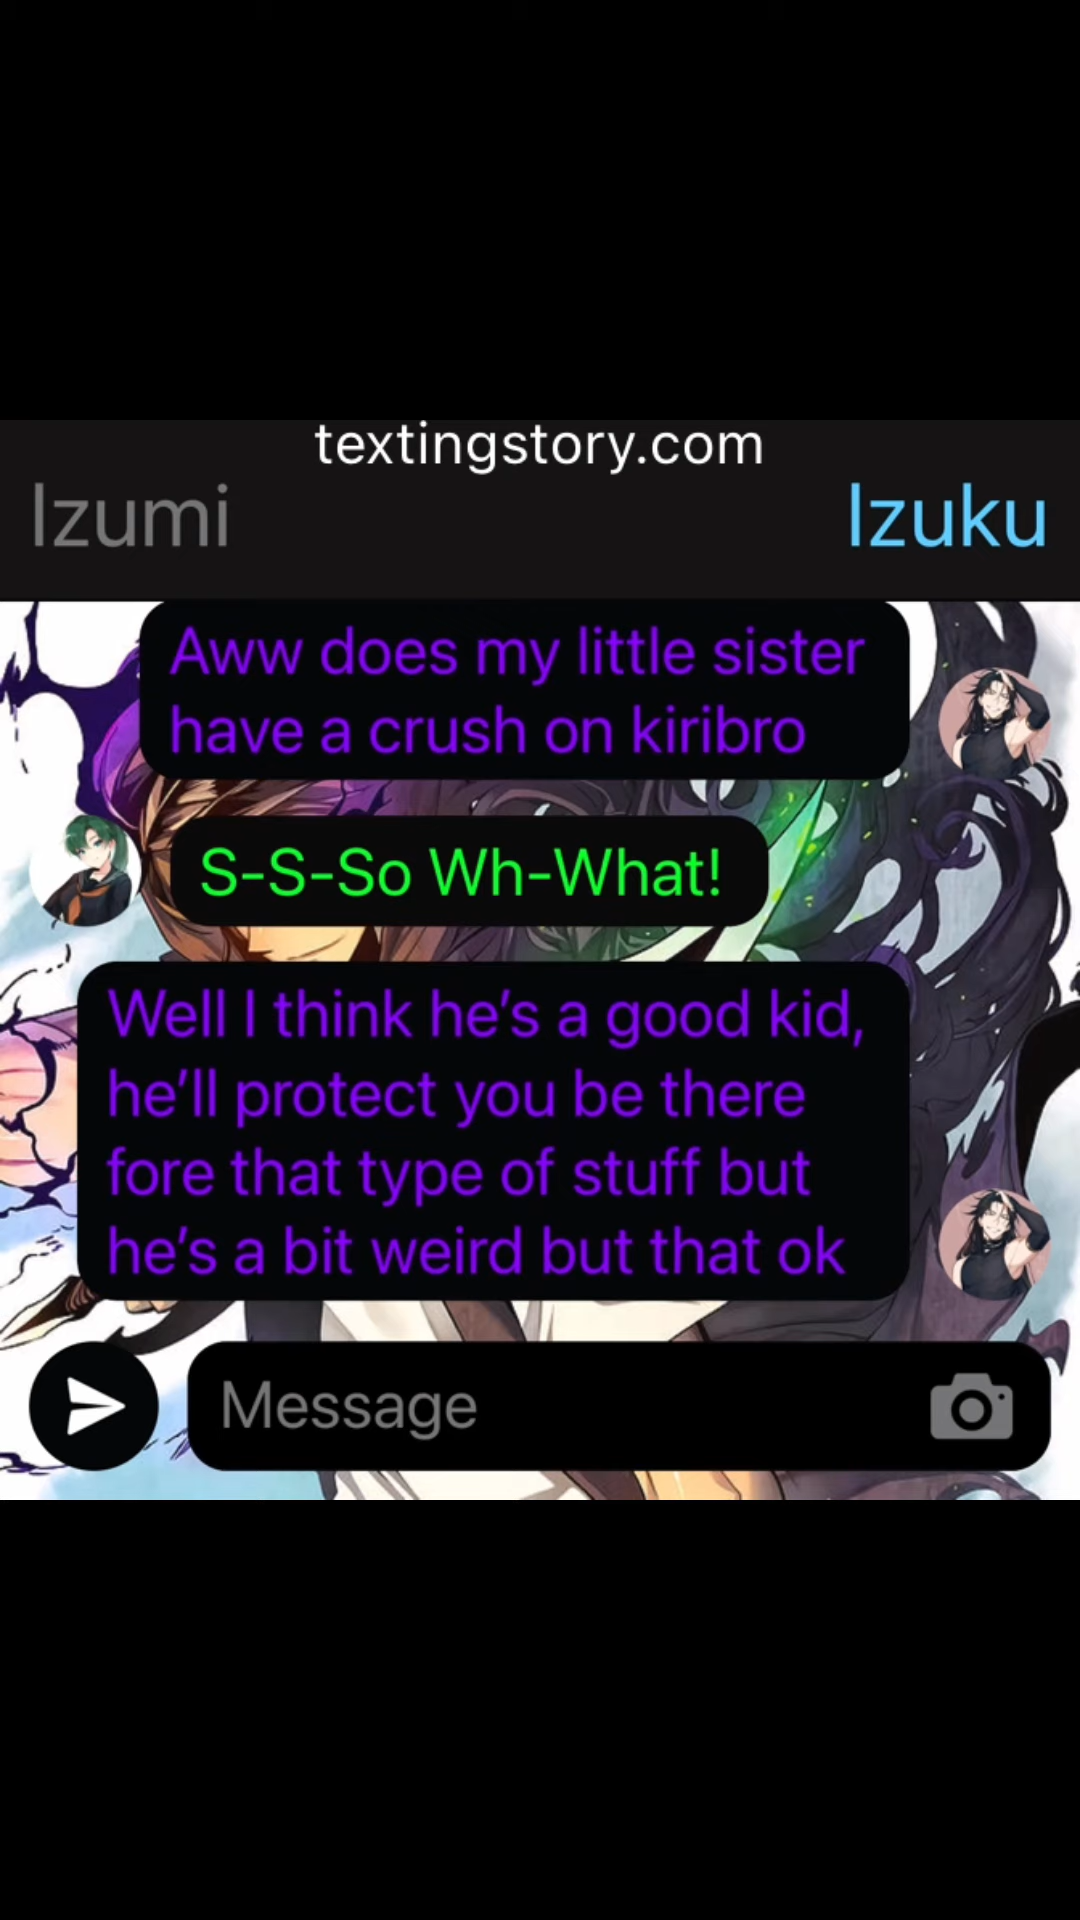 textingstory.com
Izumi
Izuku
Aww does my little sister
have a crush on kiribro
S-S-So Wh-What!
Well I think he’s a good kid,
he’ll protect you be there
fore that type of stuff but
he’s a bit weird but that ok
Message